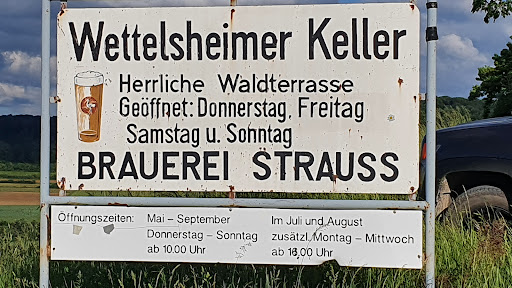 Wettelsheimer Keller
Herrliche Waldterrasse
Geöffnet: Donnerstag, Freitag
Samstag u. Sonntag
BRAUEREI STRAUSS
Öffnungszeiten: Mai – September
Donnerstag – Sonntag
ab 10.00 Uhr
Im Juli und August
zusätzl. Montag – Mittwoch
ab 16.00 Uhr